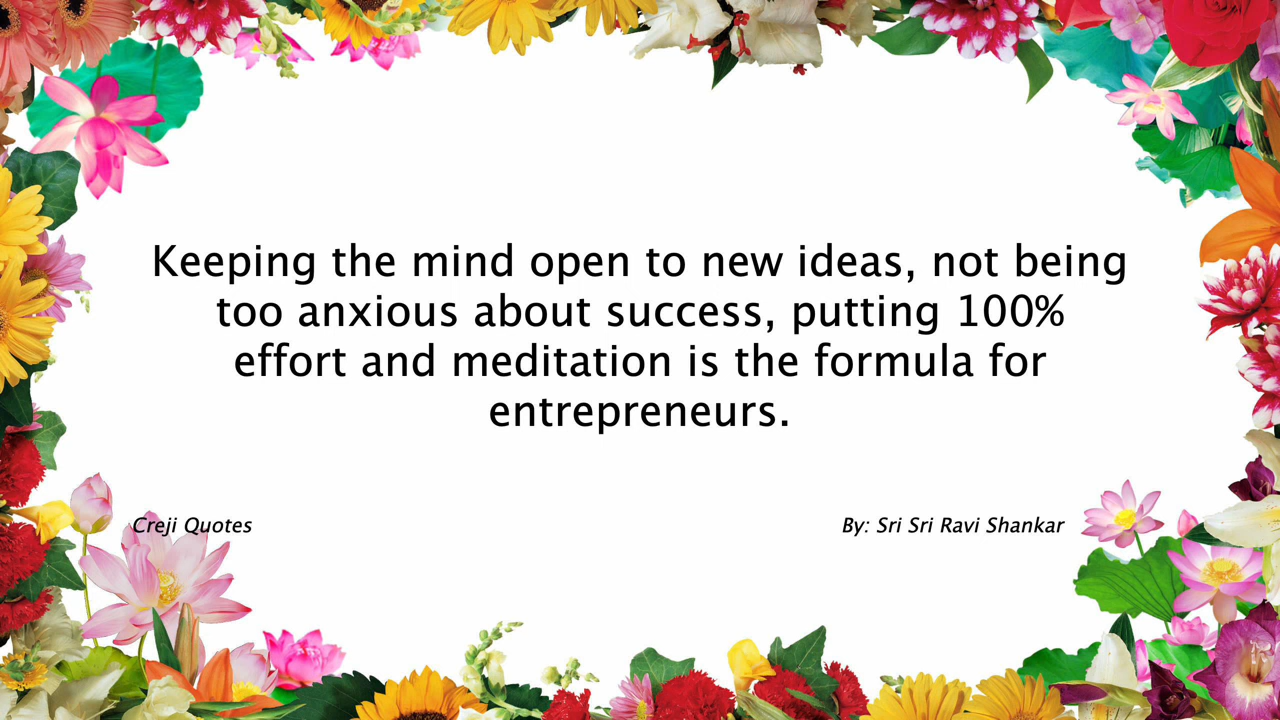 Keeping the mind open to new ideas, not being
too anxious about success, putting 100%
effort and meditation is the formula for
entrepreneurs.
Creji Quotes
By: Sri Sri Ravi Shankar